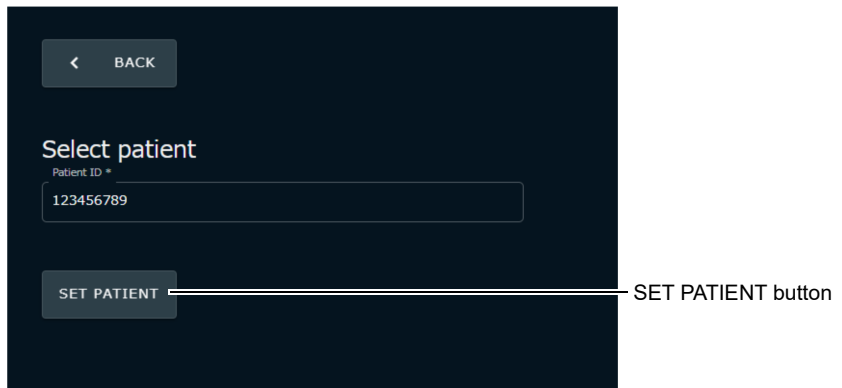 BACK
Select patient
Patient ID *
123456789
SET PATIENT
SET PATIENT button